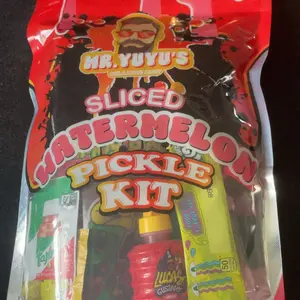 MR. YUYU'S
SLICED
WATERMELON
PICKLE
KIT
LUCAS